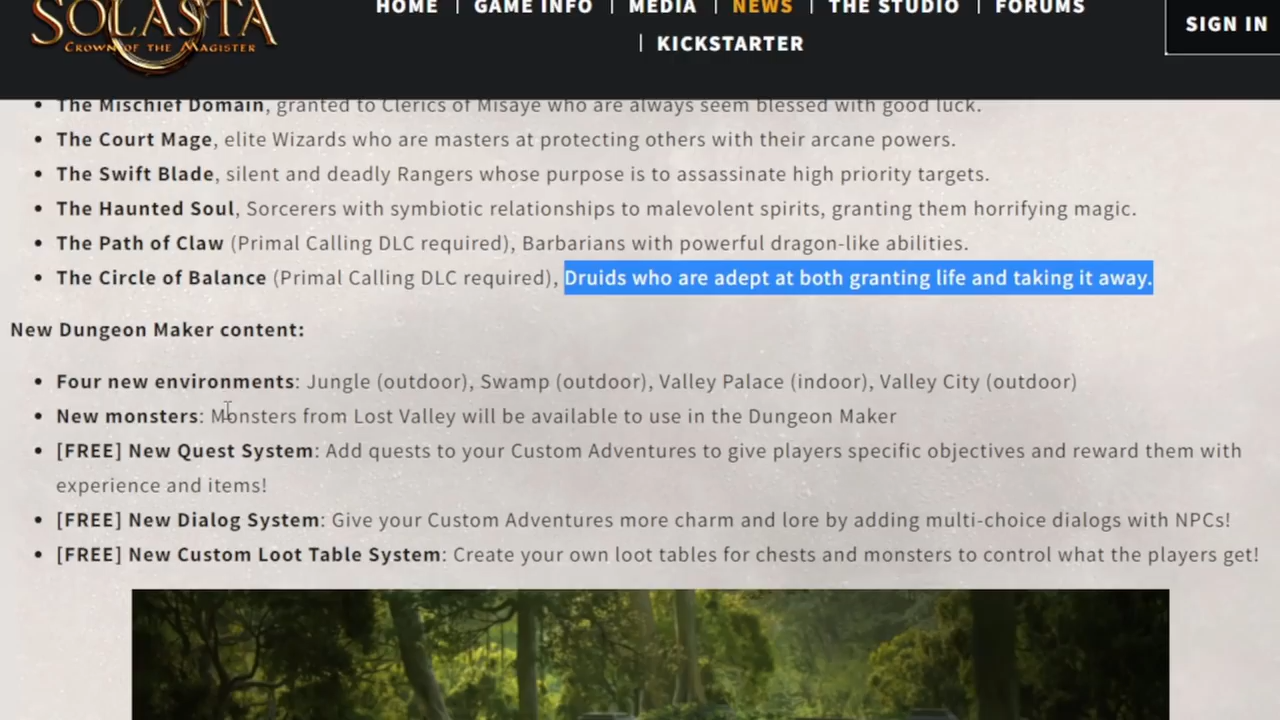 SOLASTA
CROWN OF THE MAGISTER
HOME | GAME INFO | MEDIA | NEWS | THE STUDIO | FORUMS
| KICKSTARTER
SIGN IN
• The Mischief Domain, granted to Clerics of Misaye who are always seem blessed with good luck.
• The Court Mage, elite Wizards who are masters at protecting others with their arcane powers.
• The Swift Blade, silent and deadly Rangers whose purpose is to assassinate high priority targets.
• The Haunted Soul, Sorcerers with symbiotic relationships to malevolent spirits, granting them horrifying magic.
• The Path of Claw (Primal Calling DLC required), Barbarians with powerful dragon-like abilities.
• The Circle of Balance (Primal Calling DLC required), Druids who are adept at both granting life and taking it away.
New Dungeon Maker content:
• Four new environments: Jungle (outdoor), Swamp (outdoor), Valley Palace (indoor), Valley City (outdoor)
• New monsters: Monsters from Lost Valley will be available to use in the Dungeon Maker
• [FREE] New Quest System: Add quests to your Custom Adventures to give players specific objectives and reward them with
experience and items!
• [FREE] New Dialog System: Give your Custom Adventures more charm and lore by adding multi-choice dialogs with NPCs!
• [FREE] New Custom Loot Table System: Create your own loot tables for chests and monsters to control what the players get!